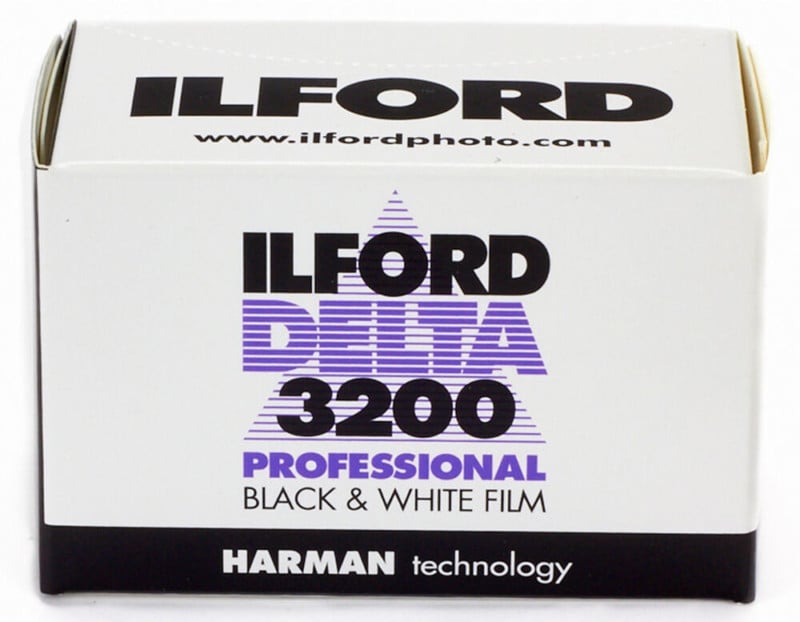 ILFORD
www.ilfordphoto.com
ILFORD
DELTA
3200
PROFESSIONAL
BLACK & WHITE FILM
HARMAN technology